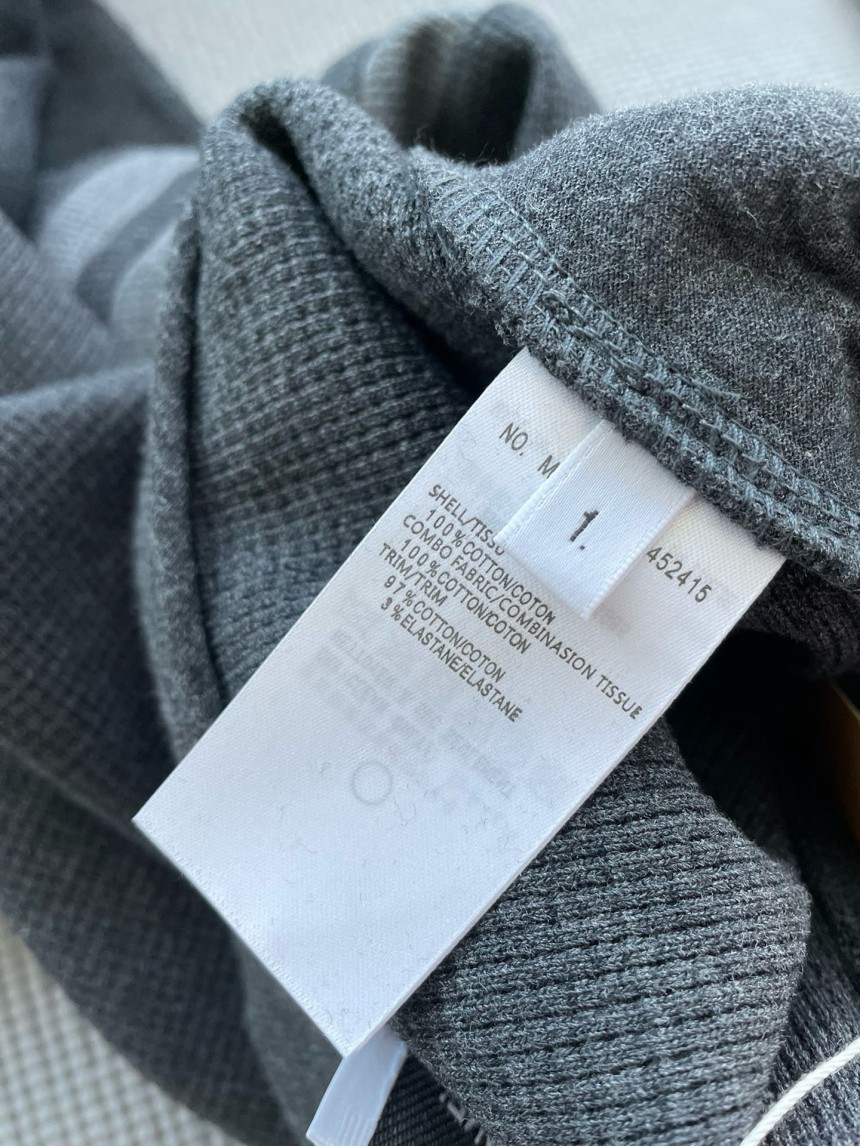 NO. M
1.
452415
SHELL/TISSU
100%COTTON/COTON
COMBO FABRIC/COMBINASION TISSUE
100%COTTON/COTON
TRIM/TRIM
97%COTTON/COTON
3%ELASTANE/ELASTANE